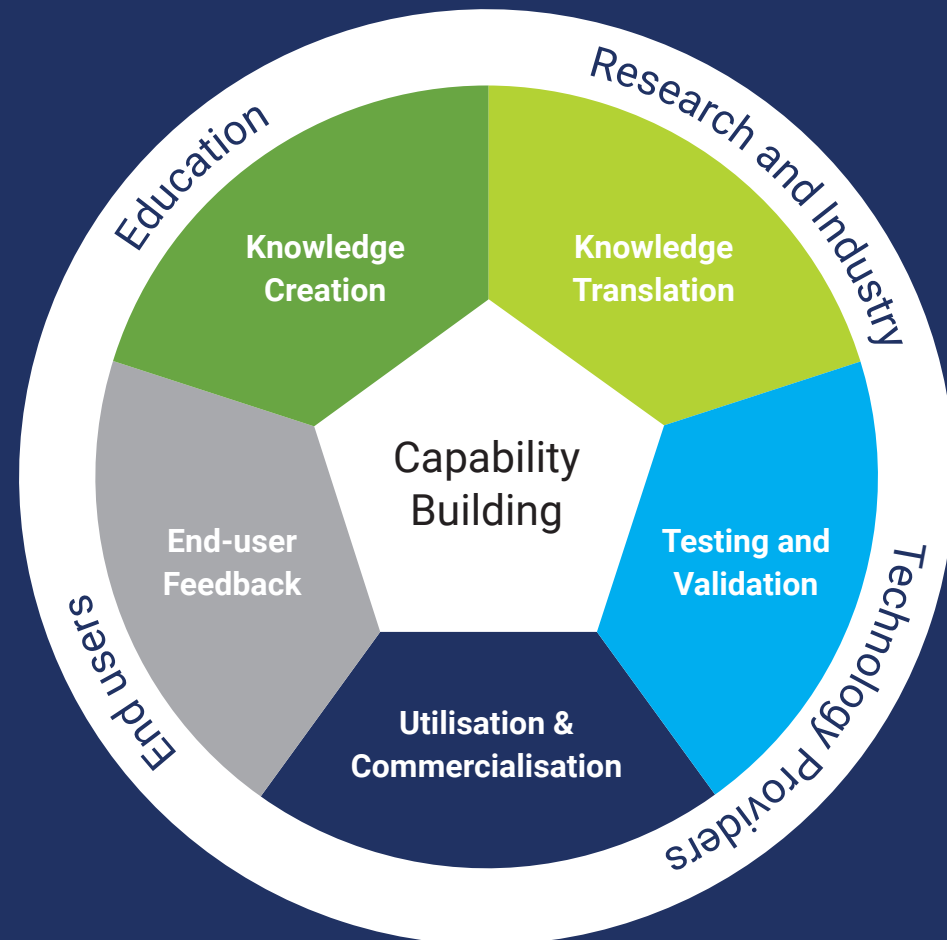 Education
Research and Industry
Knowledge
Creation
Knowledge
Translation
Capability
Building
End-user
Feedback
Testing and
Validation
Utilisation &
Commercialisation
End users
Technology Providers